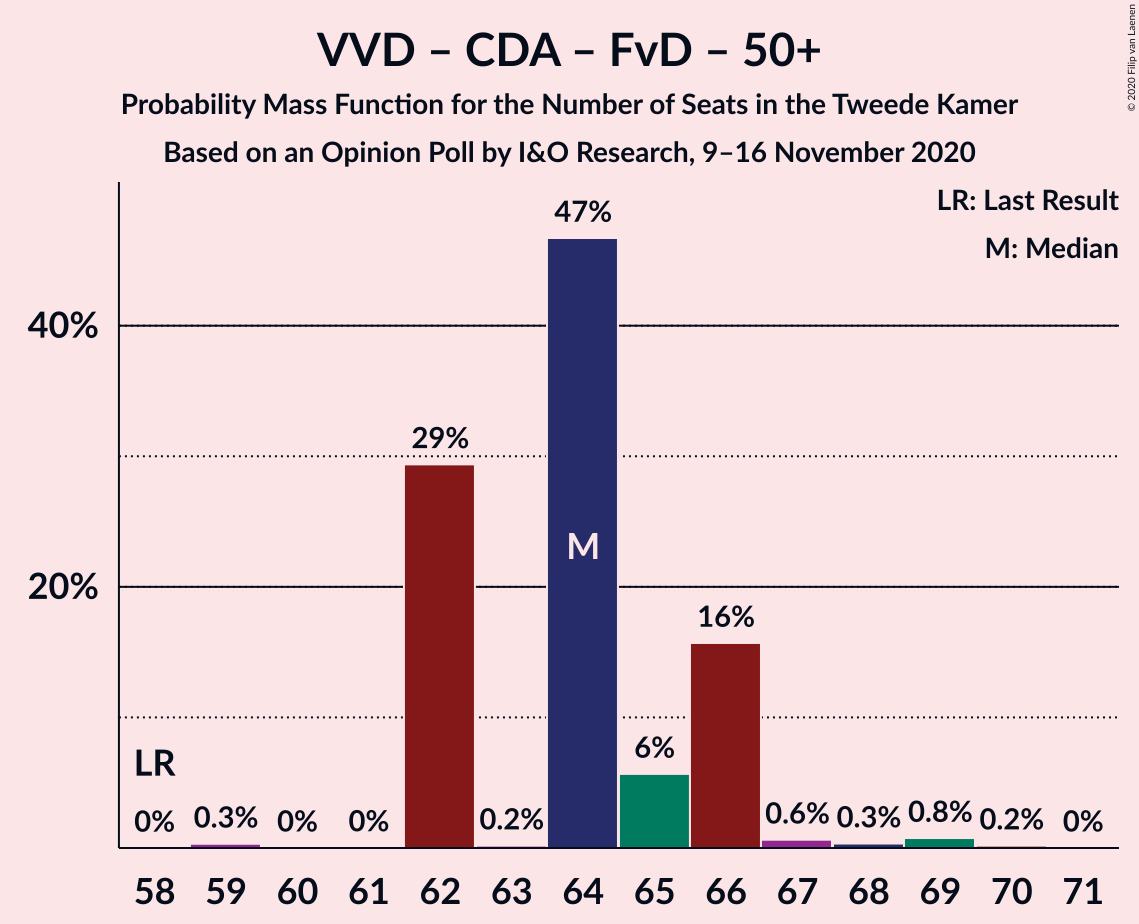 VVD – CDA – FvD – 50+
Probability Mass Function for the Number of Seats in the Tweede Kamer
Based on an Opinion Poll by I&O Research, 9–16 November 2020
© 2020 Filip van Laenen
LR: Last Result
M: Median
47%
40%
29%
M
20%
16%
6%
LR
0% 0.3% 0% 0% 0.2% 0.6% 0.3% 0.8% 0.2% 0%
58 59 60 61 62 63 64 65 66 67 68 69 70 71